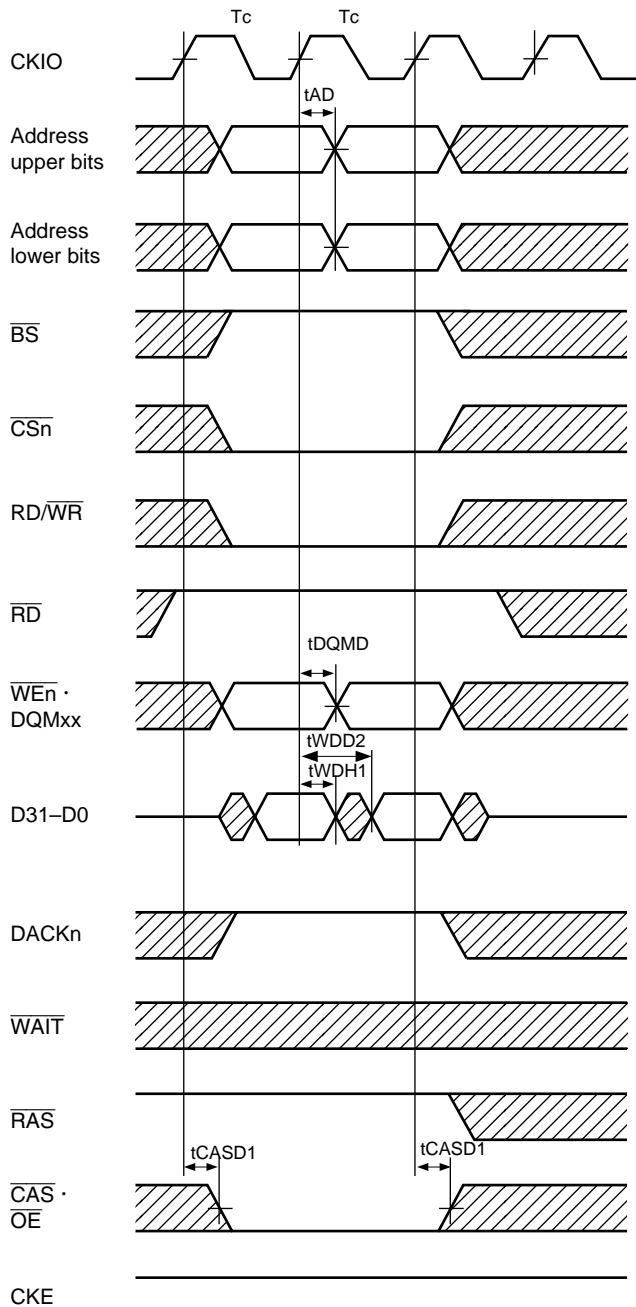 Tc Tc
CKIO
tAD
Address
upper bits
Address
lower bits
BS
CSn
RD/WR
RD
tDQMD
WEn ·
DQMxx
tWDD2
tWDH1
D31–D0
DACKn
WAIT
RAS
tCASD1 tCASD1
CAS ·
OE
CKE